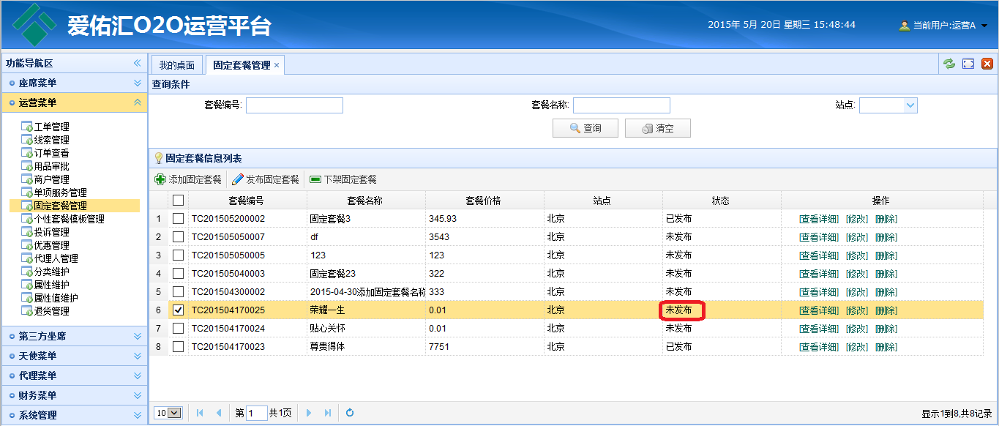 爱佑汇O2O运营平台
2015年 5月 20日 星期三 15:48:44 当前用户:运营A
功能导航区
座席菜单
运营菜单
工单管理
线索管理
订单查看
用品审批
商户管理
单项服务管理
固定套餐管理
个性套餐模板管理
投诉管理
优惠管理
代理人管理
分类维护
属性维护
属性值维护
退货管理
第三方坐席
天使菜单
代理菜单
财务菜单
系统管理
我的桌面 固定套餐管理 ×
查询条件
套餐编号: 套餐名称: 站点:
查询 清空
固定套餐信息列表
添加固定套餐 发布固定套餐 下架固定套餐
套餐编号 套餐名称 套餐价格 站点 状态 操作
1 TC201505200002 固定套餐3 345.93 北京 已发布 [查看详细] [修改] [删除]
2 TC201505050007 df 3543 北京 未发布 [查看详细] [修改] [删除]
3 TC201505050005 123 123 北京 未发布 [查看详细] [修改] [删除]
4 TC201505040003 固定套餐23 322 北京 未发布 [查看详细] [修改] [删除]
5 TC201504300002 2015-04-30添加固定套餐名称 333 北京 未发布 [查看详细] [修改] [删除]
6 TC201504170025 荣耀一生 0.01 北京 未发布 [查看详细] [修改] [删除]
7 TC201504170024 贴心关怀 0.01 北京 未发布 [查看详细] [修改] [删除]
8 TC201504170023 尊贵得体 7751 北京 已发布 [查看详细] [修改] [删除]
10 第 1 共1页 显示1到8,共8记录